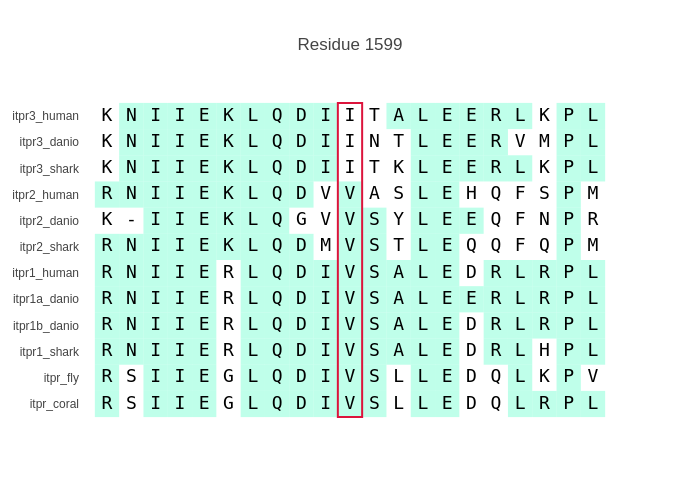 Residue 1599
itpr3_human K N I I E K L Q D I I T A L E E R L K P L
itpr3_danio K N I I E K L Q D I I N T L E E R V M P L
itpr3_shark K N I I E K L Q D I I T K L E E R L K P L
itpr2_human R N I I E K L Q D V V A S L E H Q F S P M
itpr2_danio K - I I E K L Q G V V S Y L E E Q F N P R
itpr2_shark R N I I E K L Q D M V S T L E Q Q F Q P M
itpr1_human R N I I E R L Q D I V S A L E D R L R P L
itpr1a_danio R N I I E R L Q D I V S A L E E R L R P L
itpr1b_danio R N I I E R L Q D I V S A L E D R L R P L
itpr1_shark R N I I E R L Q D I V S A L E D R L H P L
itpr_fly R S I I E G L Q D I V S L L E D Q L K P V
itpr_coral R S I I E G L Q D I V S L L E D Q L R P L